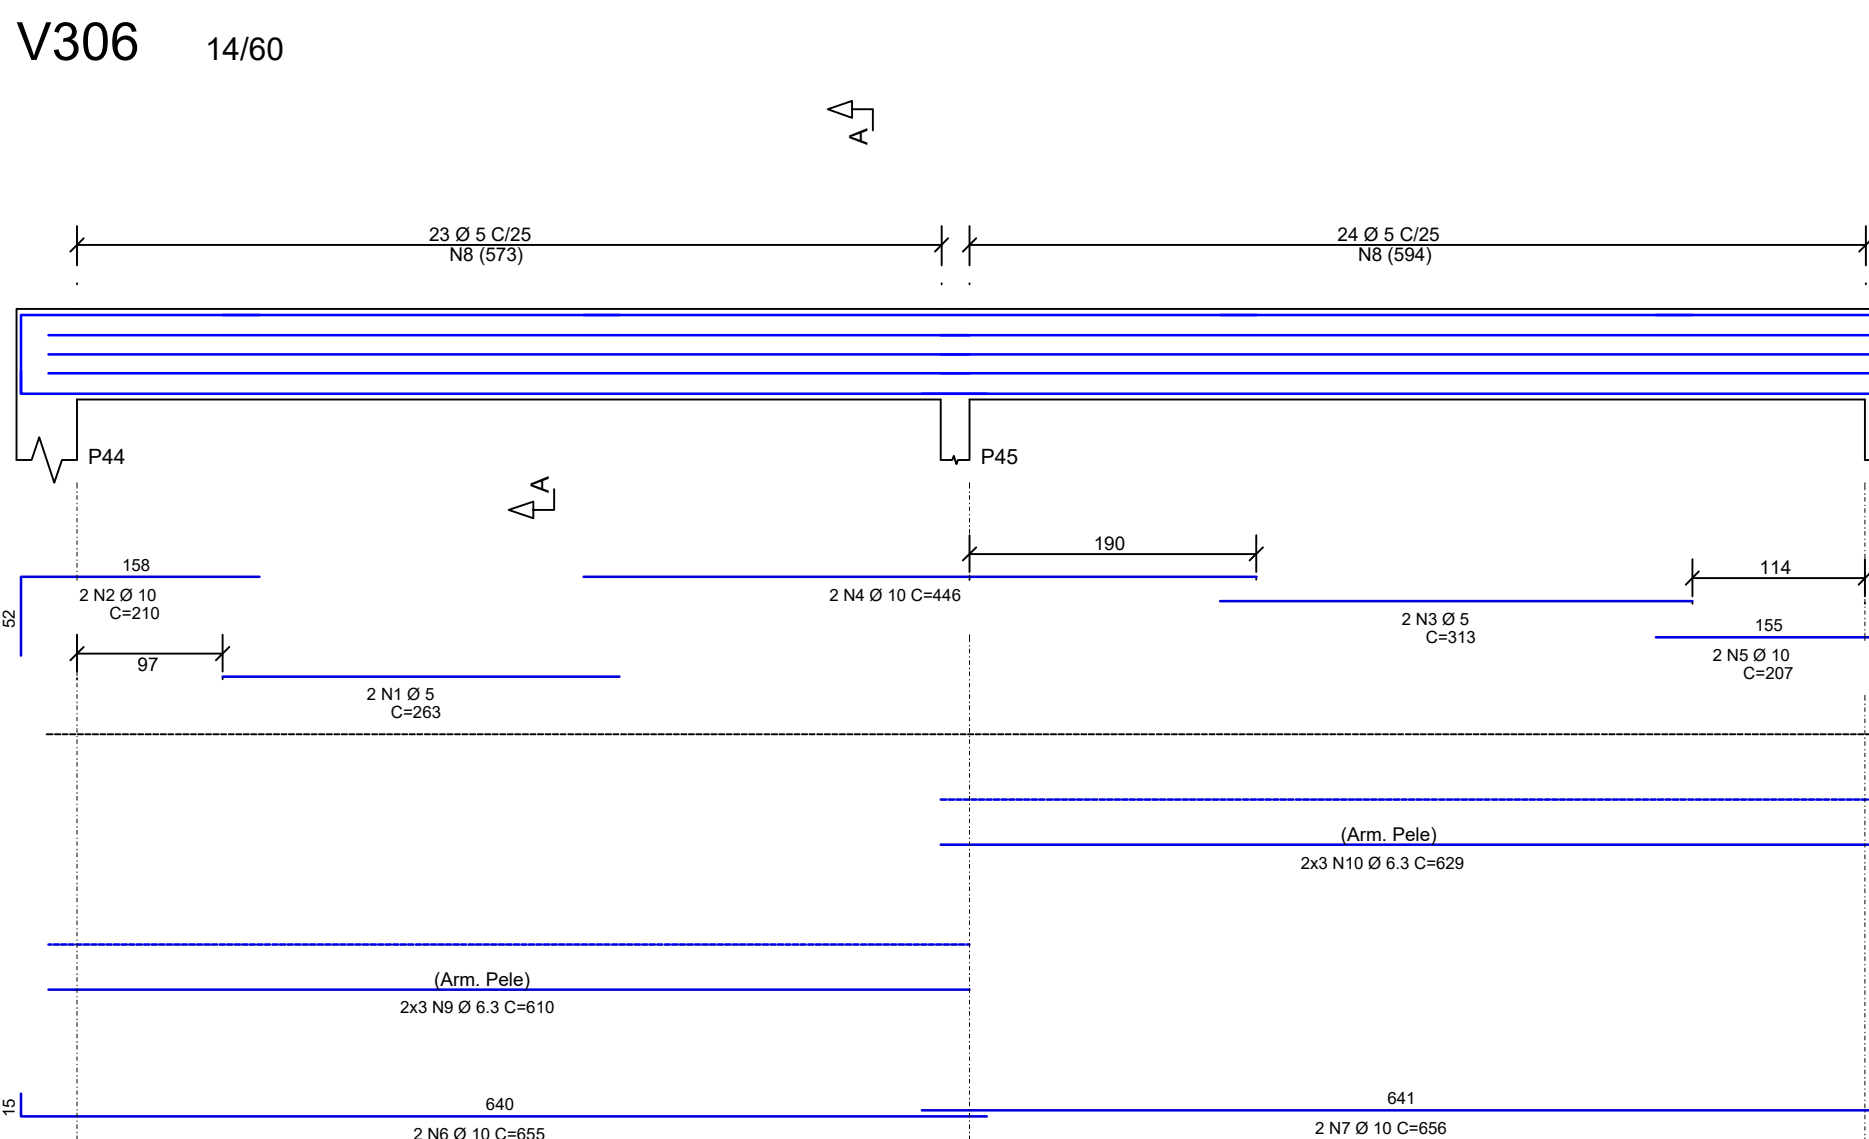 V306 14/60
A
23 Ø 5 C/25
N8 (573)
24 Ø 5 C/25
N8 (594)
P44
P45
A
190
158
2 N2 Ø 10
C=210
52
2 N4 Ø 10 C=446
114
2 N3 Ø 5
C=313
155
2 N5 Ø 10
C=207
97
2 N1 Ø 5
C=263
(Arm. Pele)
2x3 N10 Ø 6.3 C=629
(Arm. Pele)
2x3 N9 Ø 6.3 C=610
15
640
2 N6 Ø 10 C=655
641
2 N7 Ø 10 C=656